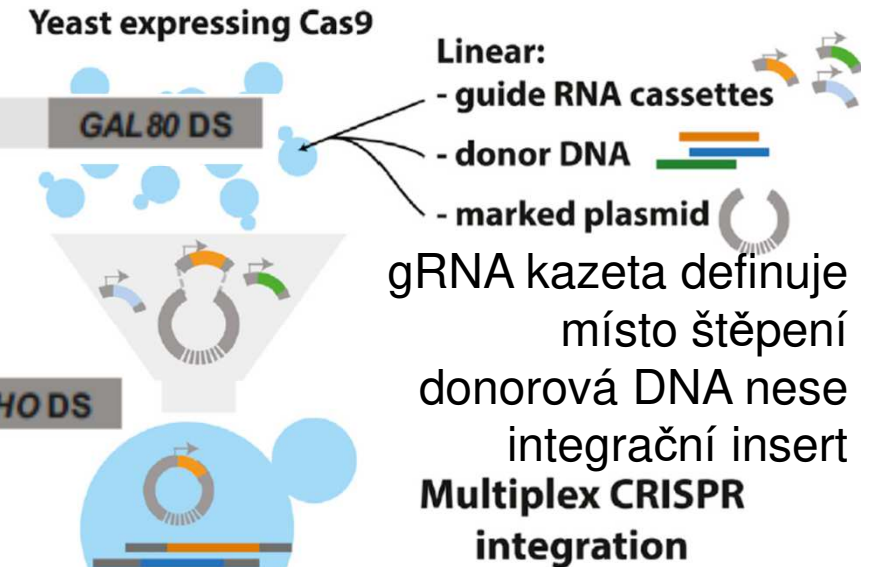 Yeast expressing Cas9
GAL80 DS
Linear:
- guide RNA cassettes
- donor DNA
- marked plasmid
gRNA kazeta definuje
místo štěpení
donorová DNA nese
integrační insert
HO DS
Multiplex CRISPR
integration